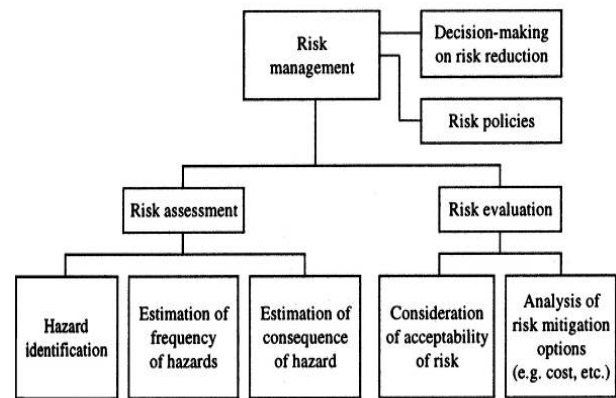 Risk
management
Decision-making
on risk reduction
Risk policies
Risk assessment
Risk evaluation
Hazard
identification
Estimation of
frequency
of hazards
Estimation of
consequence
of hazard
Consideration
of acceptability
of risk
Analysis of
risk mitigation
options
(e.g. cost, etc.)